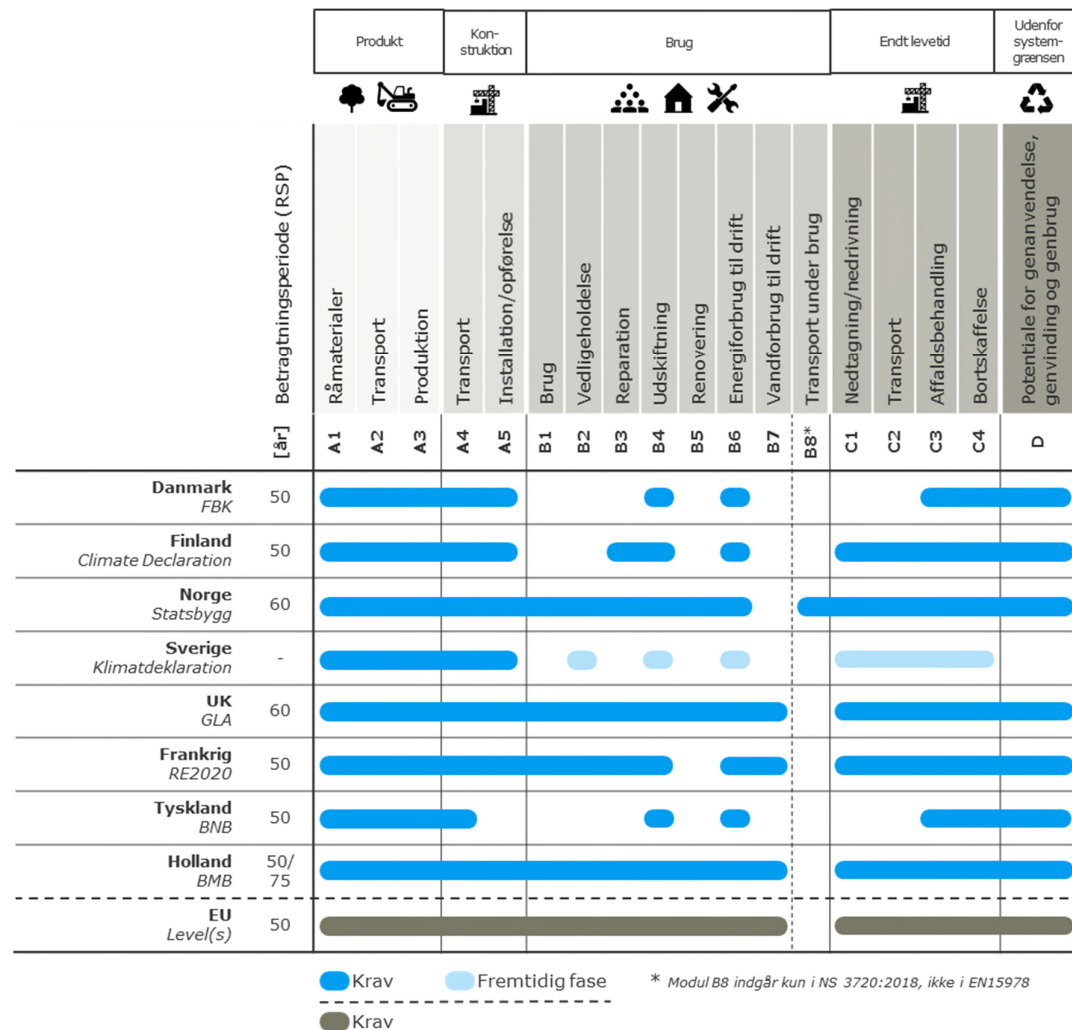 Produkt
Kon-
struktion
Brug
Endt levetid
Udenfor
system-
grænsen
Betragtningsperiode (RSP)
Råmaterialer
Transport
Produktion
Transport
Installation/opførelse
Brug
Vedligeholdelse
Reparation
Udskiftning
Renovering
Energiforbrug til drift
Vandforbrug til drift
Transport under brug
Nedtagning/nedrivning
Transport
Affaldsbehandling
Bortskaffelse
Potentiale for genanvendelse,
genvinding og genbrug
[år]
A1
A2
A3
A4
A5
B1
B2
B3
B4
B5
B6
B7
B8*
C1
C2
C3
C4
D
Danmark
FBK
50
Finland
Climate Declaration
50
Norge
Statsbygg
60
Sverige
Klimatdeklaration
-
UK
GLA
60
Frankrig
RE2020
50
Tyskland
BNB
50
Holland
BMB
50/
75
EU
Level(s)
50
Krav
Fremtidig fase
* Modul B8 indgår kun i NS 3720:2018, ikke i EN15978
Krav